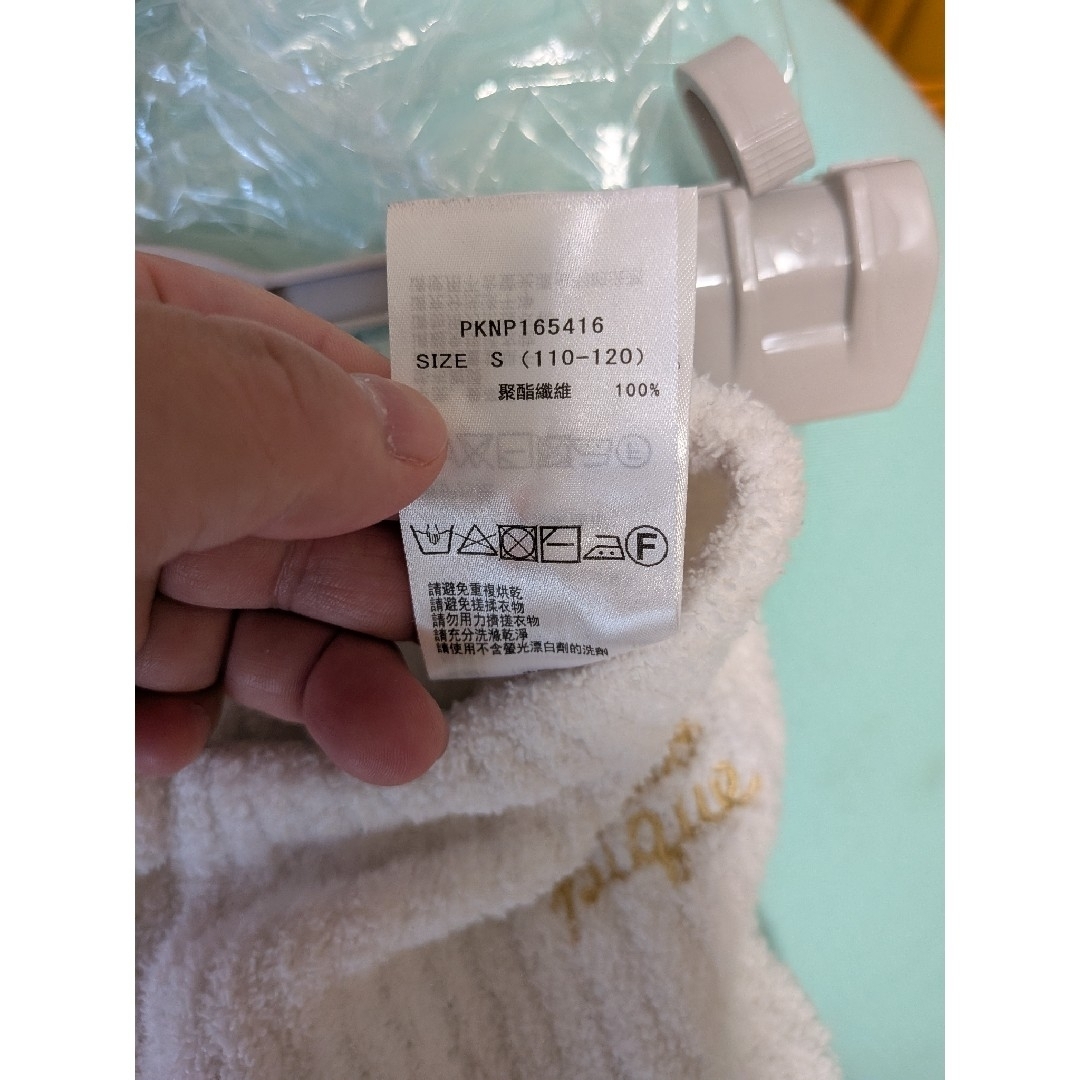 PKNP165416
SIZE S (110-120)
聚酯纖維 100%
F
請避免重複烘乾
請避免搓揉衣物
請勿用力擠搓衣物
請充分洗滌乾淨
請使用不含螢光漂白劑的洗劑
pique